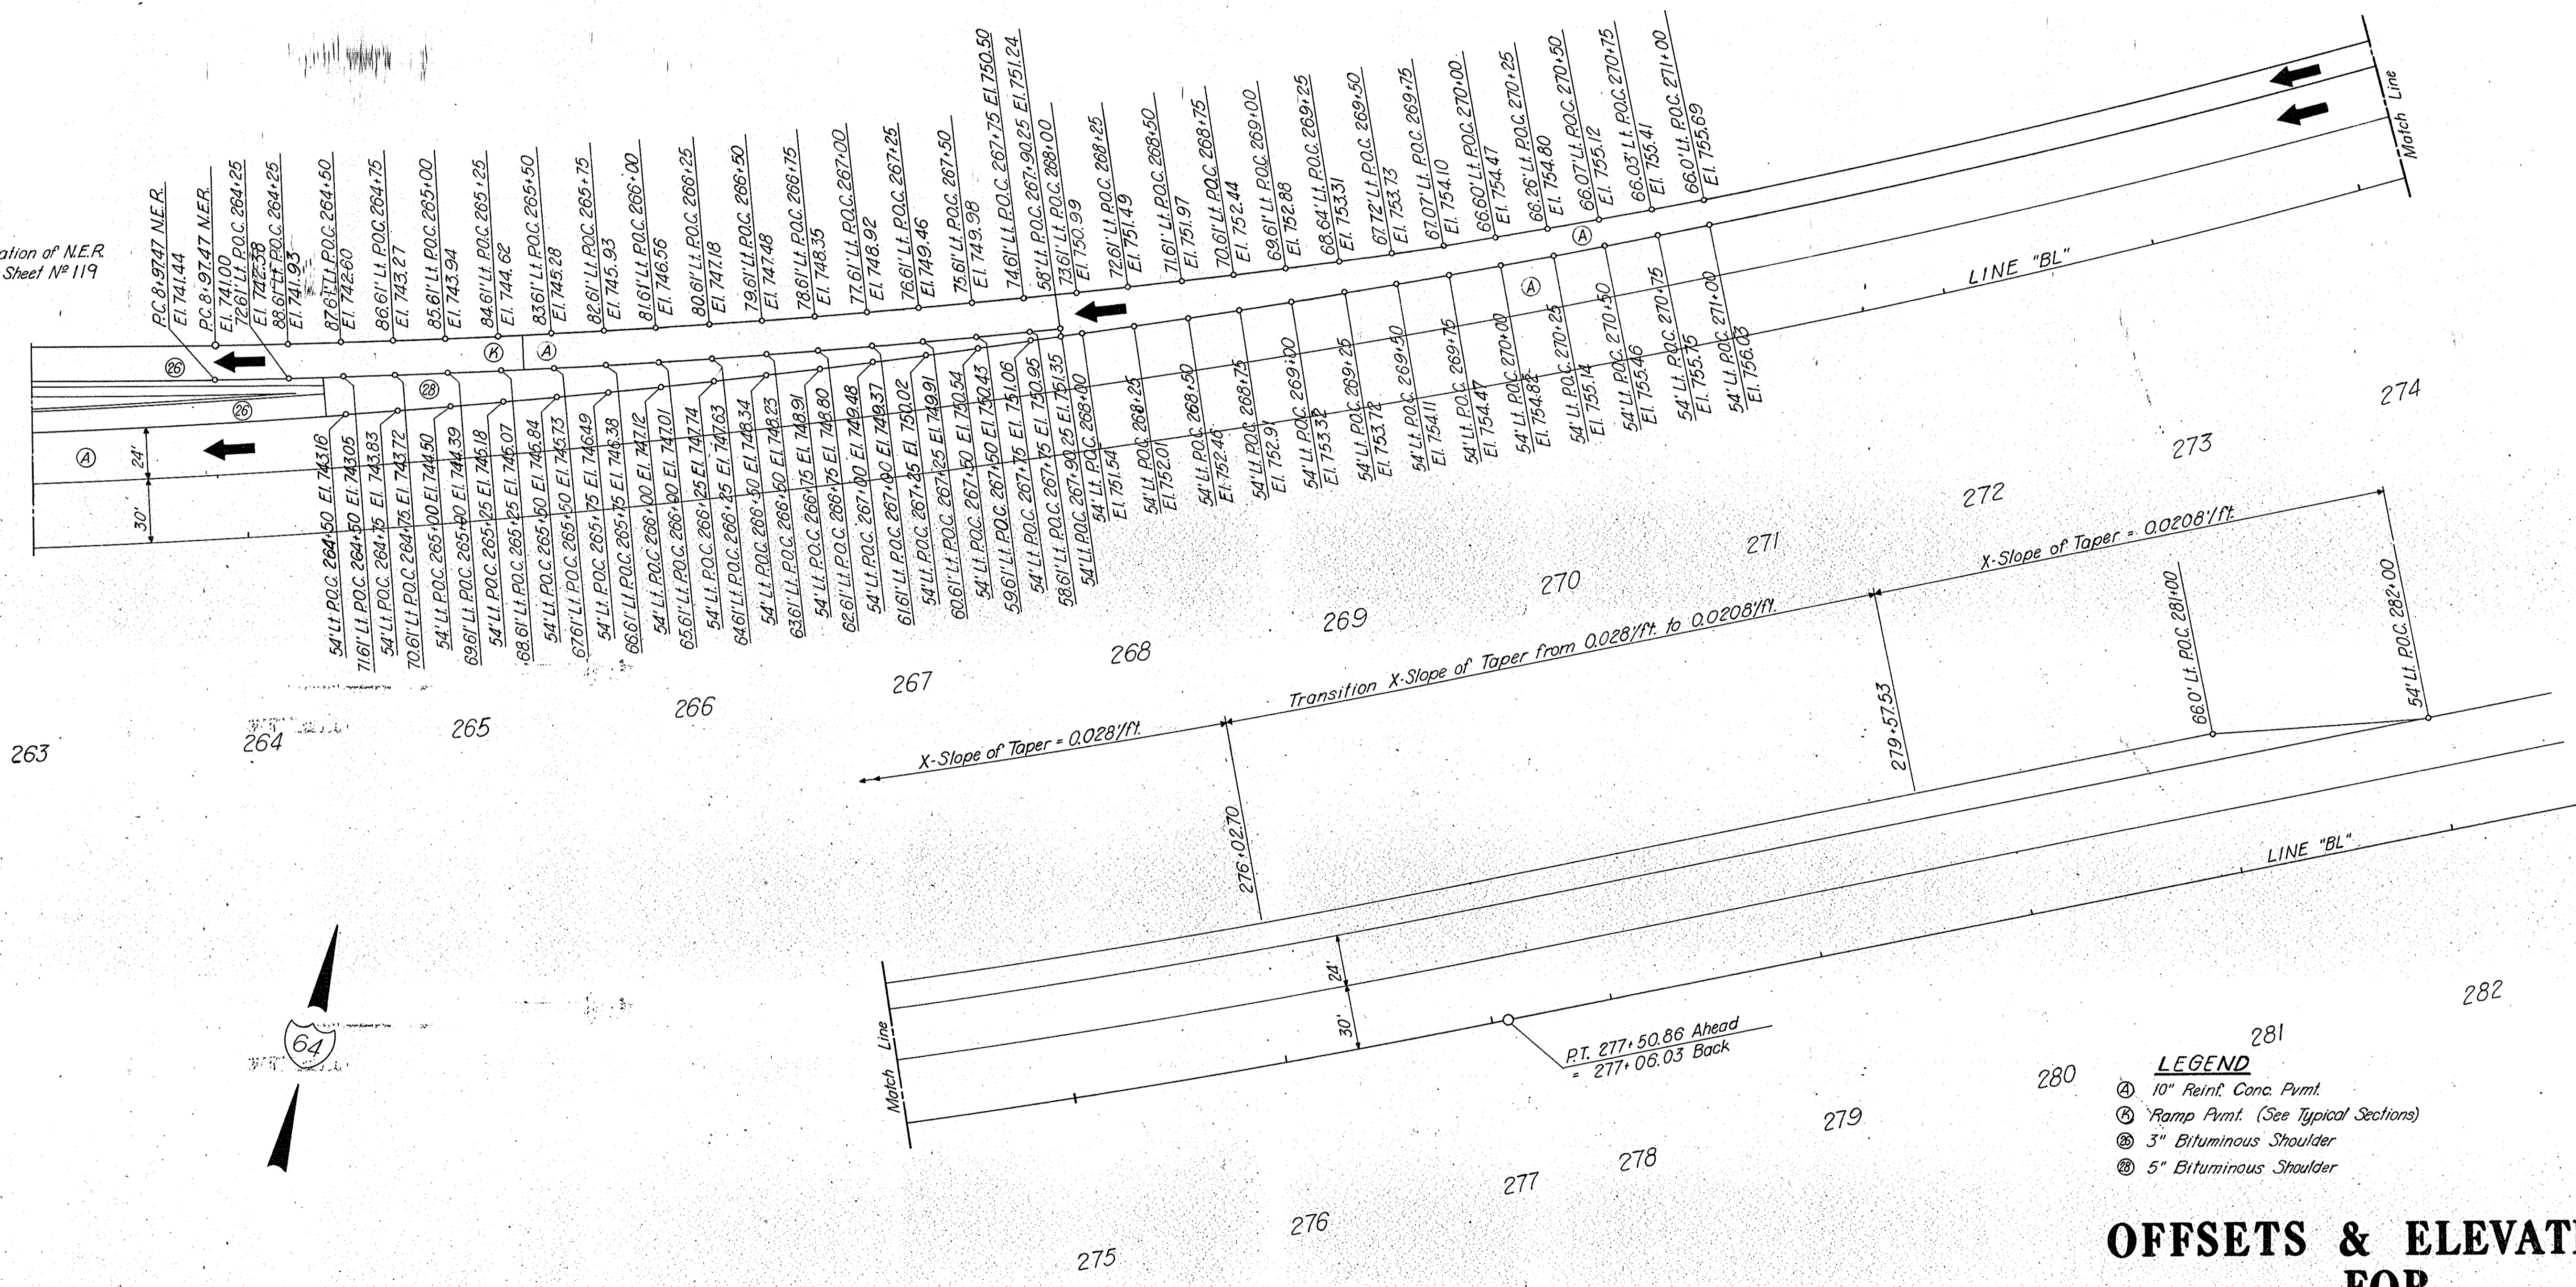 ation of N.E.R.
Sheet Nº 119
P.C. 8+97.47 N.E.R.
El. 741.44
P.C. 8+97.47 N.E.R.
El. 741.00
72.61' Lt. P.O.C. 264+25
El. 742.38
88.61' Lt. P.O.C. 264+25
El. 741.93
87.61' Lt. P.O.C. 264+50
El. 742.60
86.61' Lt. P.O.C. 264+75
El. 743.27
85.61' Lt. P.O.C. 265+00
El. 743.94
84.61' Lt. P.O.C. 265+25
El. 744.62
83.61' Lt. P.O.C. 265+50
El. 745.28
82.61' Lt. P.O.C. 265+75
El. 745.93
81.61' Lt. P.O.C. 266+00
El. 746.56
80.61' Lt. P.O.C. 266+25
El. 747.18
79.61' Lt. P.O.C. 266+50
El. 747.48
78.61' Lt. P.O.C. 266+75
El. 748.35
77.61' Lt. P.O.C. 267+00
El. 748.92
76.61' Lt. P.O.C. 267+25
El. 749.46
75.61' Lt. P.O.C. 267+50
El. 749.98
74.61' Lt. P.O.C. 267+75 El. 750.50
58' Lt. P.O.C. 267+90.25 El. 751.24
73.61' Lt. P.O.C. 268+00
El. 750.99
72.61' Lt. P.O.C. 268+25
El. 751.49
71.61' Lt. P.O.C. 268+50
El. 751.97
70.61' Lt. P.O.C. 268+75
El. 752.44
69.61' Lt. P.O.C. 269+00
El. 752.88
68.64' Lt. P.O.C. 269+25
El. 753.31
67.72' Lt. P.O.C. 269+50
El. 753.73
67.07' Lt. P.O.C. 269+75
El. 754.10
66.60' Lt. P.O.C. 270+00
El. 754.47
66.26' Lt. P.O.C. 270+25
El. 754.80
66.07' Lt. P.O.C. 270+50
El. 755.12
66.03' Lt. P.O.C. 270+75
El. 755.41
66.0' Lt. P.O.C. 271+00
El. 755.69
Match Line
LINE "BL"
26
K
A
28
26
A
24'
30'
A
A
54' Lt. P.O.C. 264+50 El. 743.16
71.61' Lt. P.O.C. 264+50 El. 743.05
54' Lt. P.O.C. 264+75 El. 743.83
70.61' Lt. P.O.C. 264+75 El. 743.72
54' Lt. P.O.C. 265+00 El. 744.50
69.61' Lt. P.O.C. 265+00 El. 744.39
54' Lt. P.O.C. 265+25 El. 745.18
68.61' Lt. P.O.C. 265+25 El. 745.07
54' Lt. P.O.C. 265+50 El. 745.84
67.61' Lt. P.O.C. 265+50 El. 745.73
54' Lt. P.O.C. 265+75 El. 746.49
66.61' Lt. P.O.C. 265+75 El. 746.38
54' Lt. P.O.C. 266+00 El. 747.12
65.61' Lt. P.O.C. 266+00 El. 747.01
54' Lt. P.O.C. 266+25 El. 747.74
64.61' Lt. P.O.C. 266+25 El. 747.63
54' Lt. P.O.C. 266+50 El. 748.34
63.61' Lt. P.O.C. 266+50 El. 748.23
54' Lt. P.O.C. 266+75 El. 748.91
62.61' Lt. P.O.C. 266+75 El. 748.80
54' Lt. P.O.C. 267+00 El. 749.48
61.61' Lt. P.O.C. 267+00 El. 749.37
54' Lt. P.O.C. 267+25 El. 750.02
60.61' Lt. P.O.C. 267+25 El. 749.91
54' Lt. P.O.C. 267+50 El. 750.54
59.61' Lt. P.O.C. 267+50 El. 750.43
54' Lt. P.O.C. 267+75 El. 751.06
58.61' Lt. P.O.C. 267+75 El. 750.95
54' Lt. P.O.C. 267+90.25 El. 751.35
54' Lt. P.O.C. 268+00
El. 751.54
54' Lt. P.O.C. 268+25
El. 752.01
54' Lt. P.O.C. 268+50
El. 752.46
54' Lt. P.O.C. 268+75
El. 752.91
54' Lt. P.O.C. 269+00
El. 753.32
54' Lt. P.O.C. 269+25
El. 753.72
54' Lt. P.O.C. 269+50
El. 754.11
54' Lt. P.O.C. 269+75
El. 754.47
54' Lt. P.O.C. 270+00
El. 754.82
54' Lt. P.O.C. 270+25
El. 755.14
54' Lt. P.O.C. 270+50
El. 755.46
54' Lt. P.O.C. 270+75
El. 755.75
54' Lt. P.O.C. 271+00
El. 756.03
263
264
265
266
267
268
269
270
271
272
273
274
X-Slope of Taper = 0.028'/ft.
Transition X-Slope of Taper from 0.028'/ft. to 0.0208'/ft.
X-Slope of Taper = 0.0208'/ft.
276+02.70
279+57.53
66.0' Lt. P.O.C. 281+00
54' Lt. P.O.C. 282+00
LINE "BL"
Match Line
24'
30'
P.T. 277+50.86 Ahead
= 277+06.03 Back
64
275
276
277
278
279
280
281
282
LEGEND
A 10" Reinf. Conc. Pvmt.
K Ramp Pvmt. (See Typical Sections)
26 3" Bituminous Shoulder
28 5" Bituminous Shoulder
OFFSETS & ELEVATI
FOR